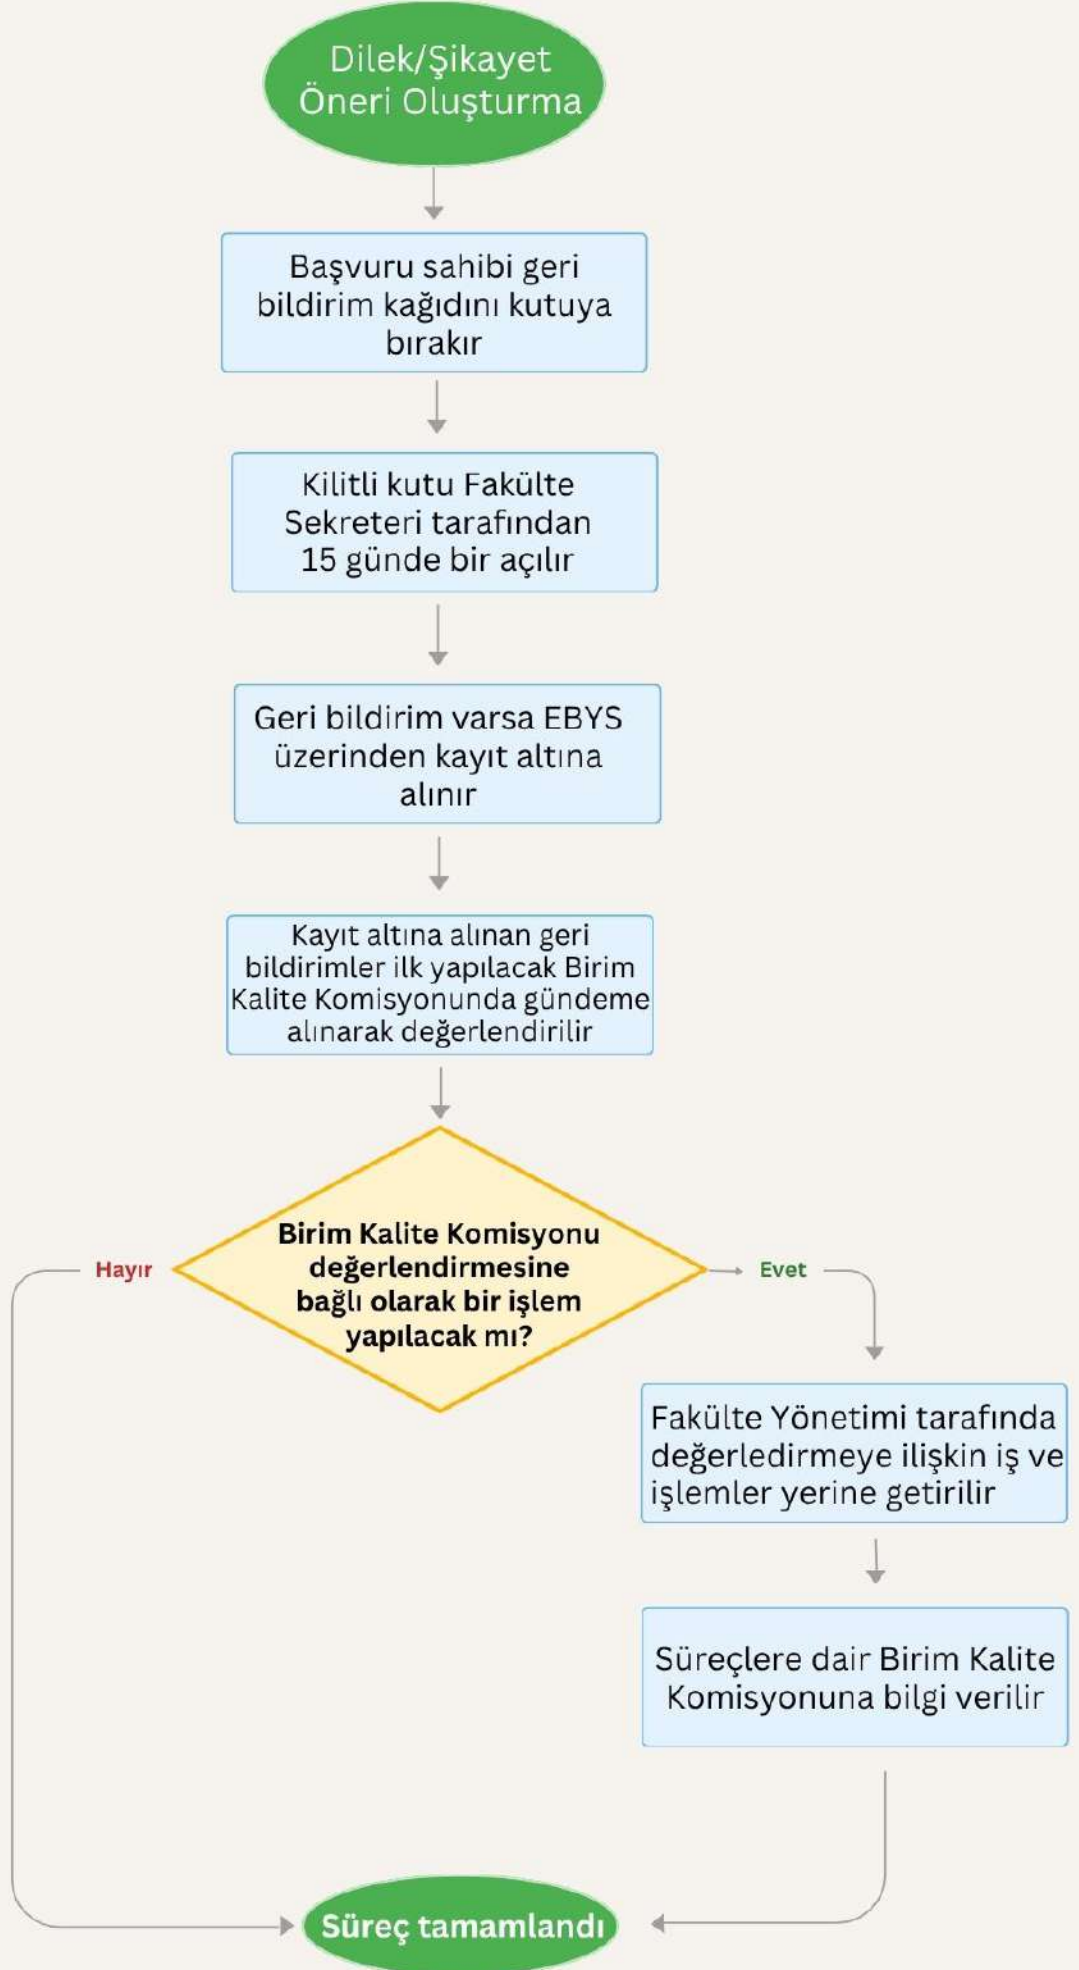 Dilek/Şikayet
Öneri Oluşturma
Başvuru sahibi geri
bildirim kağıdını kutuya
bırakır
Kilitli kutu Fakülte
Sekreteri tarafından
15 günde bir açılır
Geri bildirim varsa EBYS
üzerinden kayıt altına
alınır
Kayıt altına alınan geri
bildirimler ilk yapılacak Birim
Kalite Komisyonunda gündeme
alınarak değerlendirilir
Birim Kalite Komisyonu
değerlendirmesine
bağlı olarak bir işlem
yapılacak mı?
Hayır
Evet
Fakülte Yönetimi tarafında
değerledirmeye ilişkin iş ve
işlemler yerine getirilir
Süreçlere dair Birim Kalite
Komisyonuna bilgi verilir
Süreç tamamlandı